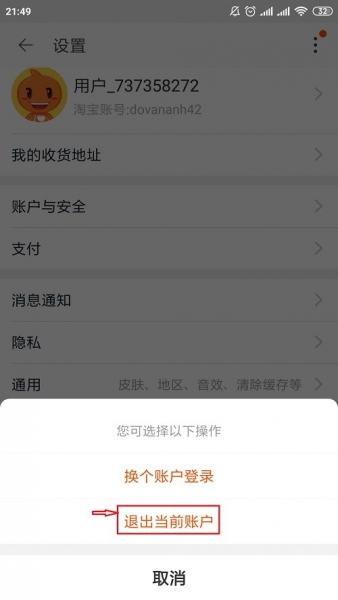 21:49
32
设置
用户_737358272
淘宝账号:dovananh42
我的收货地址
账户与安全
支付
消息通知
隐私
通用 皮肤、地区、音效、清除缓存等
您可选择以下操作
换个账户登录
退出当前账户
取消